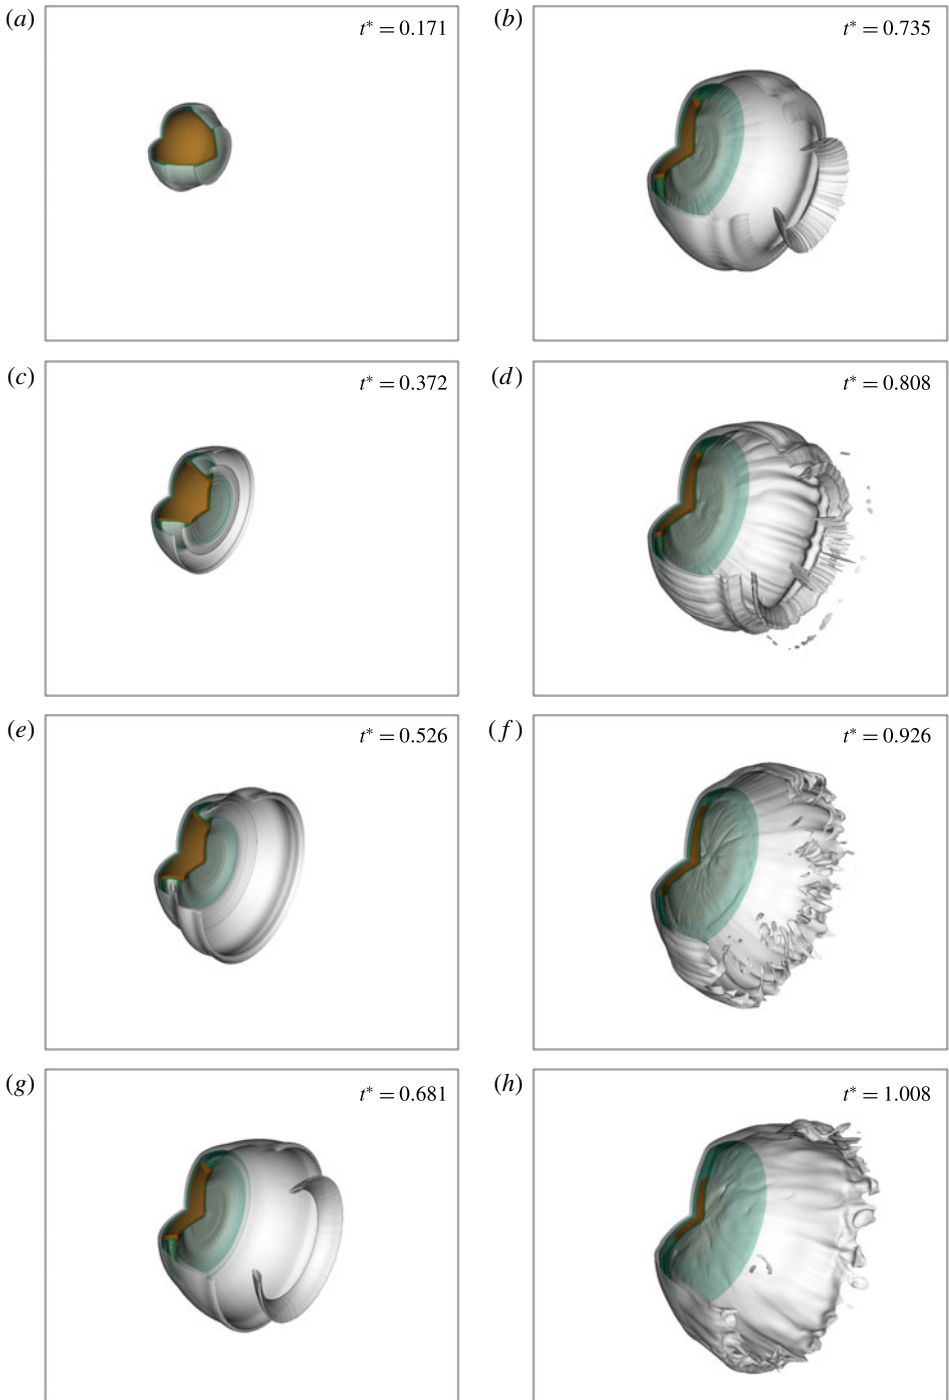 (a) t* = 0.171
(b) t* = 0.735
(c) t* = 0.372
(d) t* = 0.808
(e) t* = 0.526
(f) t* = 0.926
(g) t* = 0.681
(h) t* = 1.008